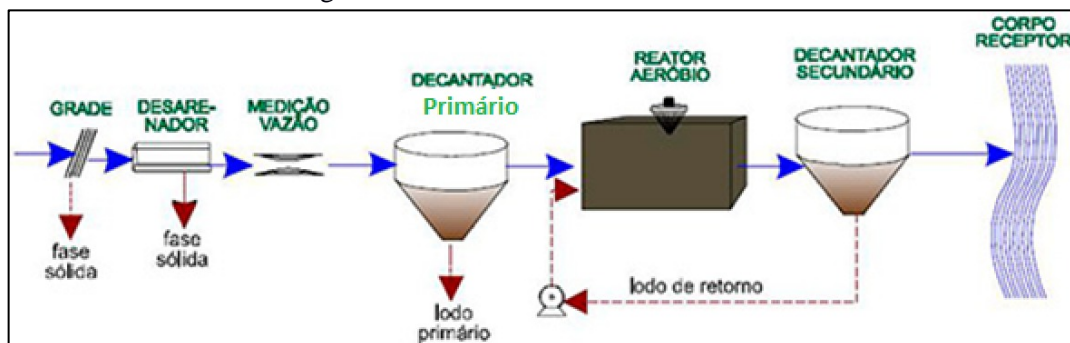 CORPO
RECEPTOR
REATOR
AERÓBIO
DECANTADOR
SECUNDÁRIO
DECANTADOR
Primário
GRADE
DESARE-
NADOR
MEDIÇÃO
VAZÃO
fase
sólida
fase
sólida
lodo
primário
lodo de retorno